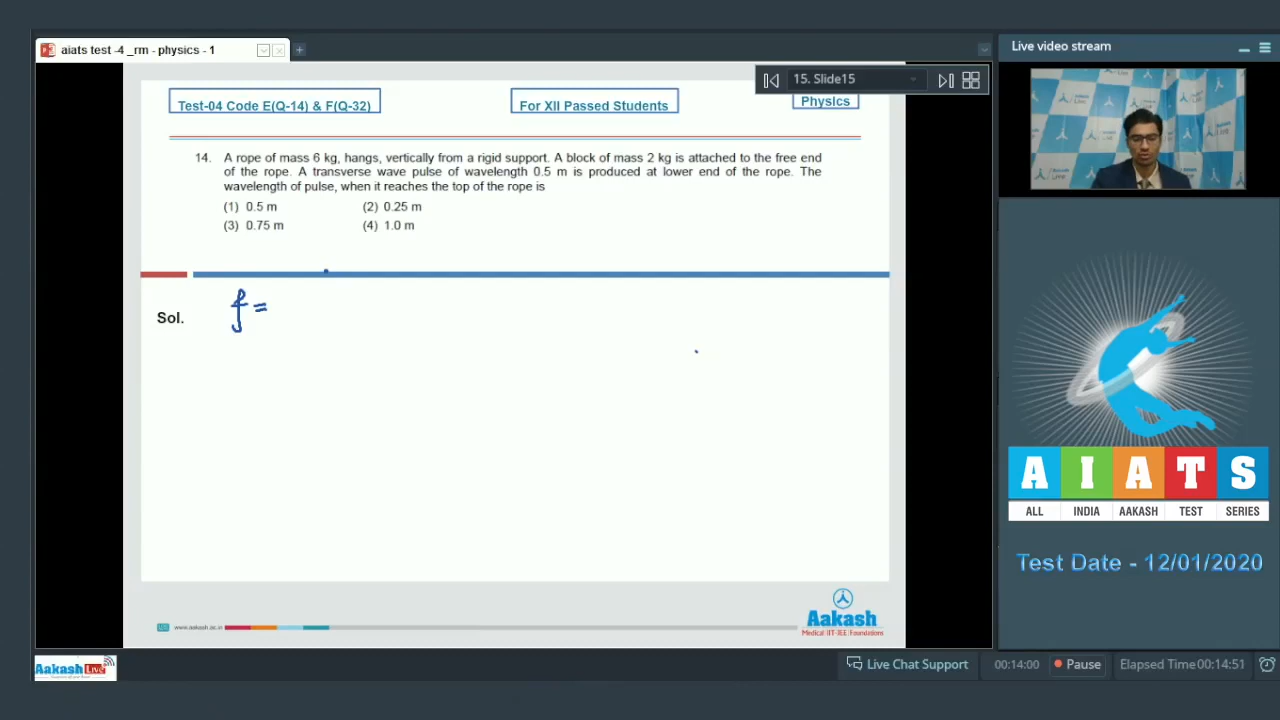 aiats test -4 _rm - physics - 1
Live video stream
15. Slide15
Test-04 Code E(Q-14) & F(Q-32)
For XII Passed Students
Physics
14. A rope of mass 6 kg, hangs, vertically from a rigid support. A block of mass 2 kg is attached to the free end
of the rope. A transverse wave pulse of wavelength 0.5 m is produced at lower end of the rope. The
wavelength of pulse, when it reaches the top of the rope is
(1) 0.5 m (2) 0.25 m
(3) 0.75 m (4) 1.0 m
Sol. f =
A I A T S
ALL INDIA AAKASH TEST SERIES
Test Date - 12/01/2020
www.aakash.ac.in
Aakash
Medical|IIT-JEE|Foundations
Aakash Live
Live Chat Support
00:14:00
Pause
Elapsed Time 00:14:51